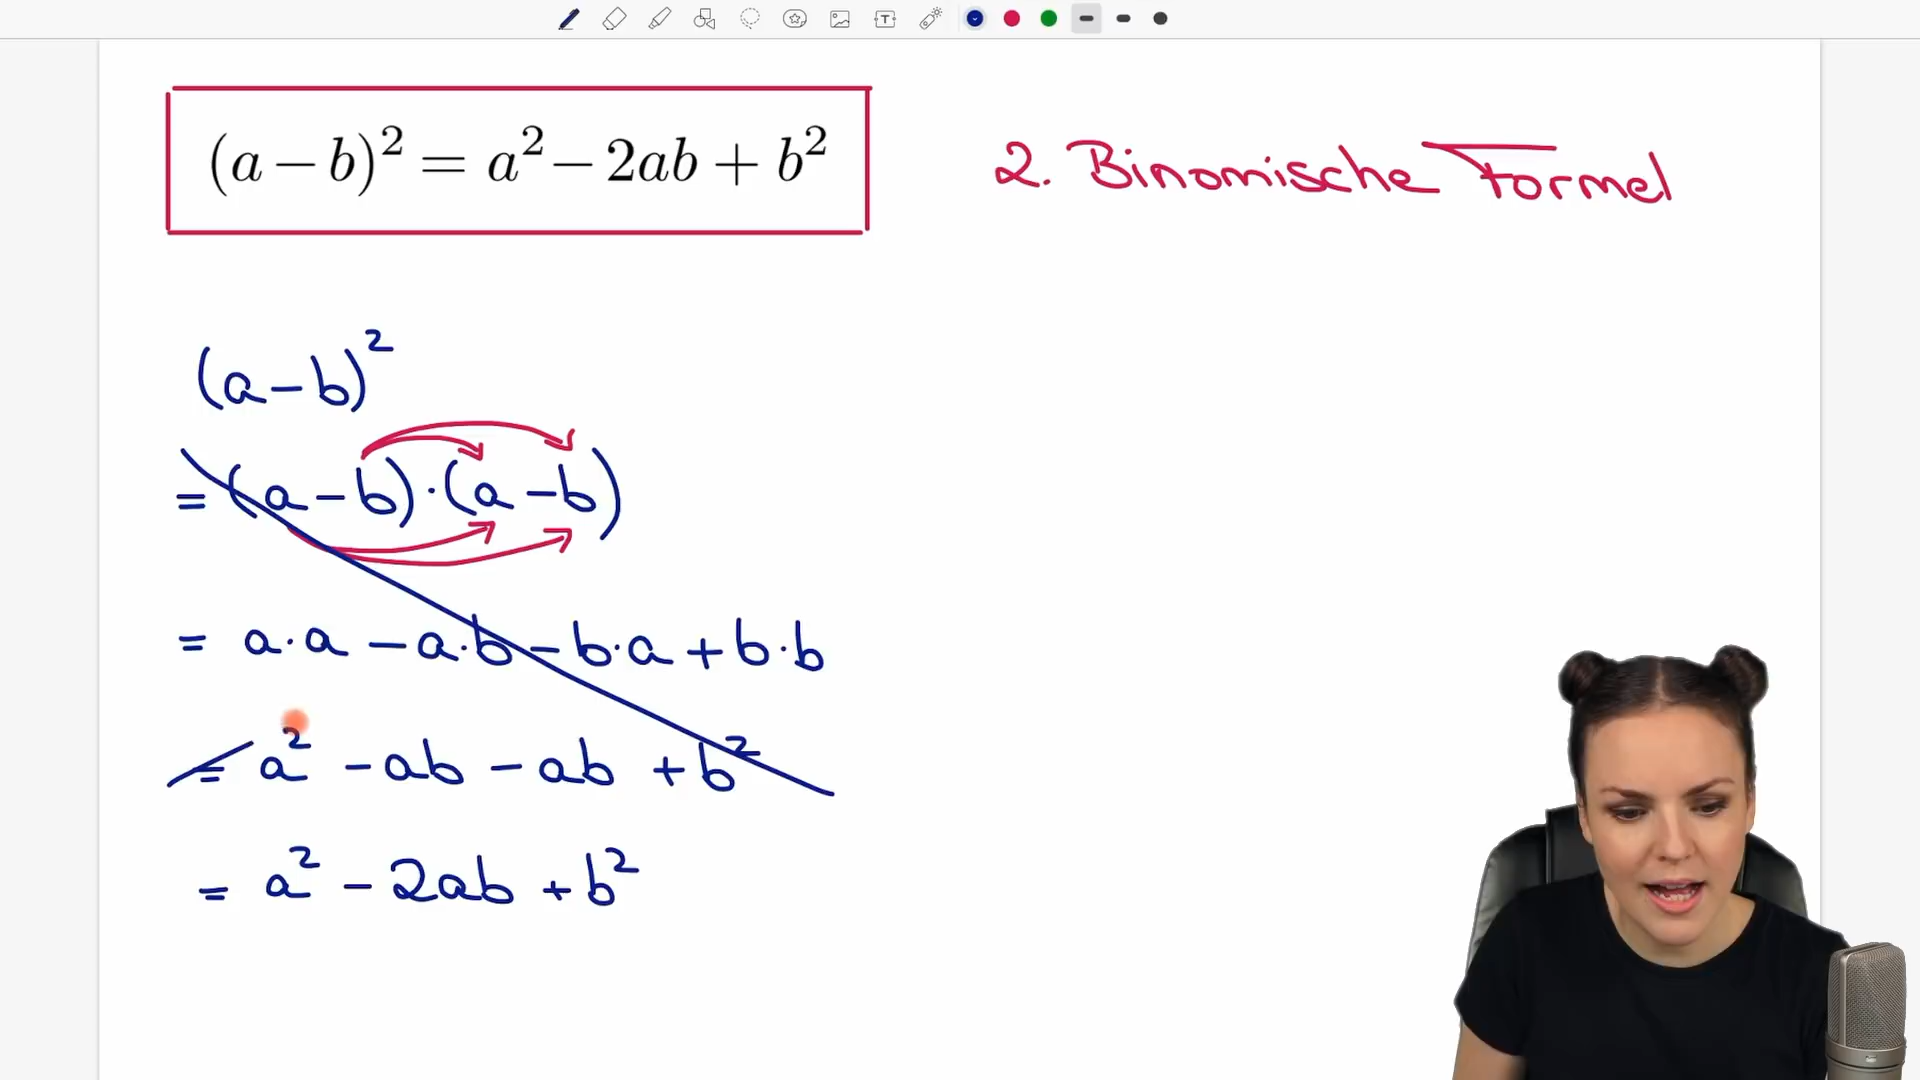 (a − b)² = a² − 2ab + b²
2. Binomische Formel
(a − b)²
= (a − b) · (a − b)
= a · a − a · b − b · a + b · b
= a² − ab − ab + b²
= a² − 2ab + b²